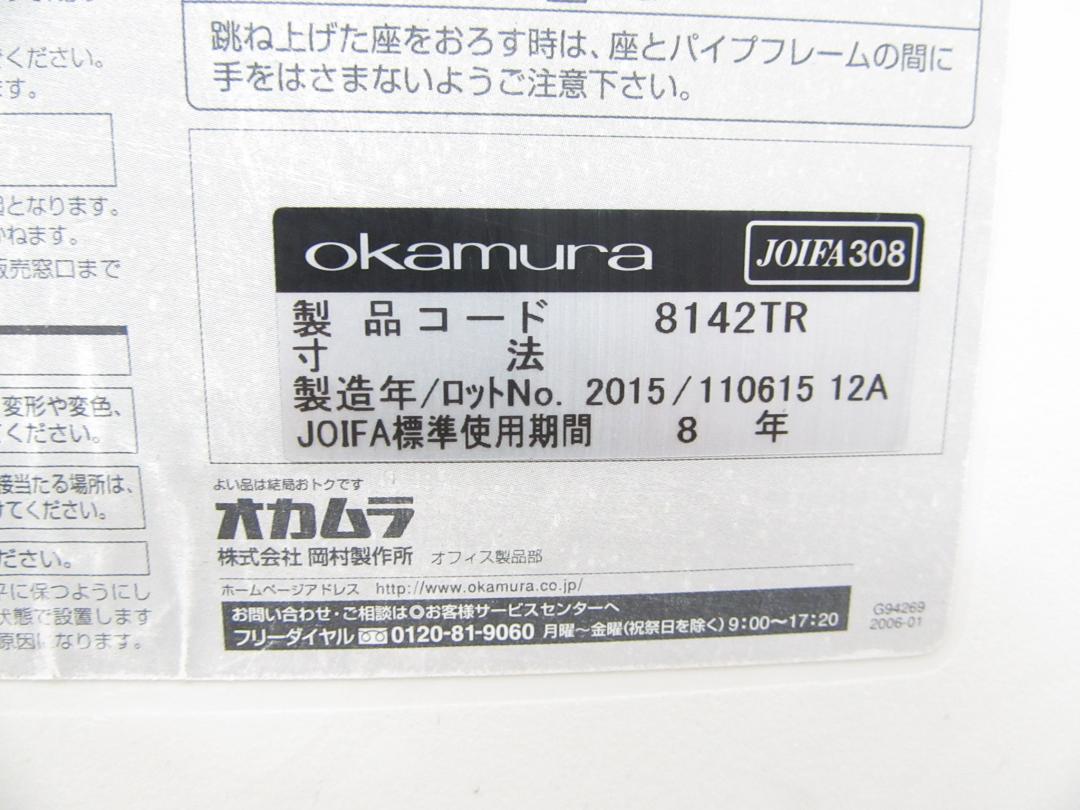 ください。
ます。
跳ね上げた座をおろす時は、座とパイプフレームの間に
手をはさまないようご注意下さい。
となります。
かねます。
販売窓口まで
okamura
JOIFA308
製品コード 8142TR
寸法
製造年/ロットNo. 2015/110615 12A
JOIFA標準使用期間 8 年
変形や変色、
ください。
接当たる場所は、
けてください。
ださい。
平に保つようにし
状態で設置します
原因になります。
よい品は結局おトクです
オカムラ
株式会社 岡村製作所 オフィス製品部
ホームページアドレス http://www.okamura.co.jp/
お問い合わせ・ご相談は お客様サービスセンターへ
フリーダイヤル 0120-81-9060 月曜～金曜(祝祭日を除く)9:00～17:20
G94269
2006-01